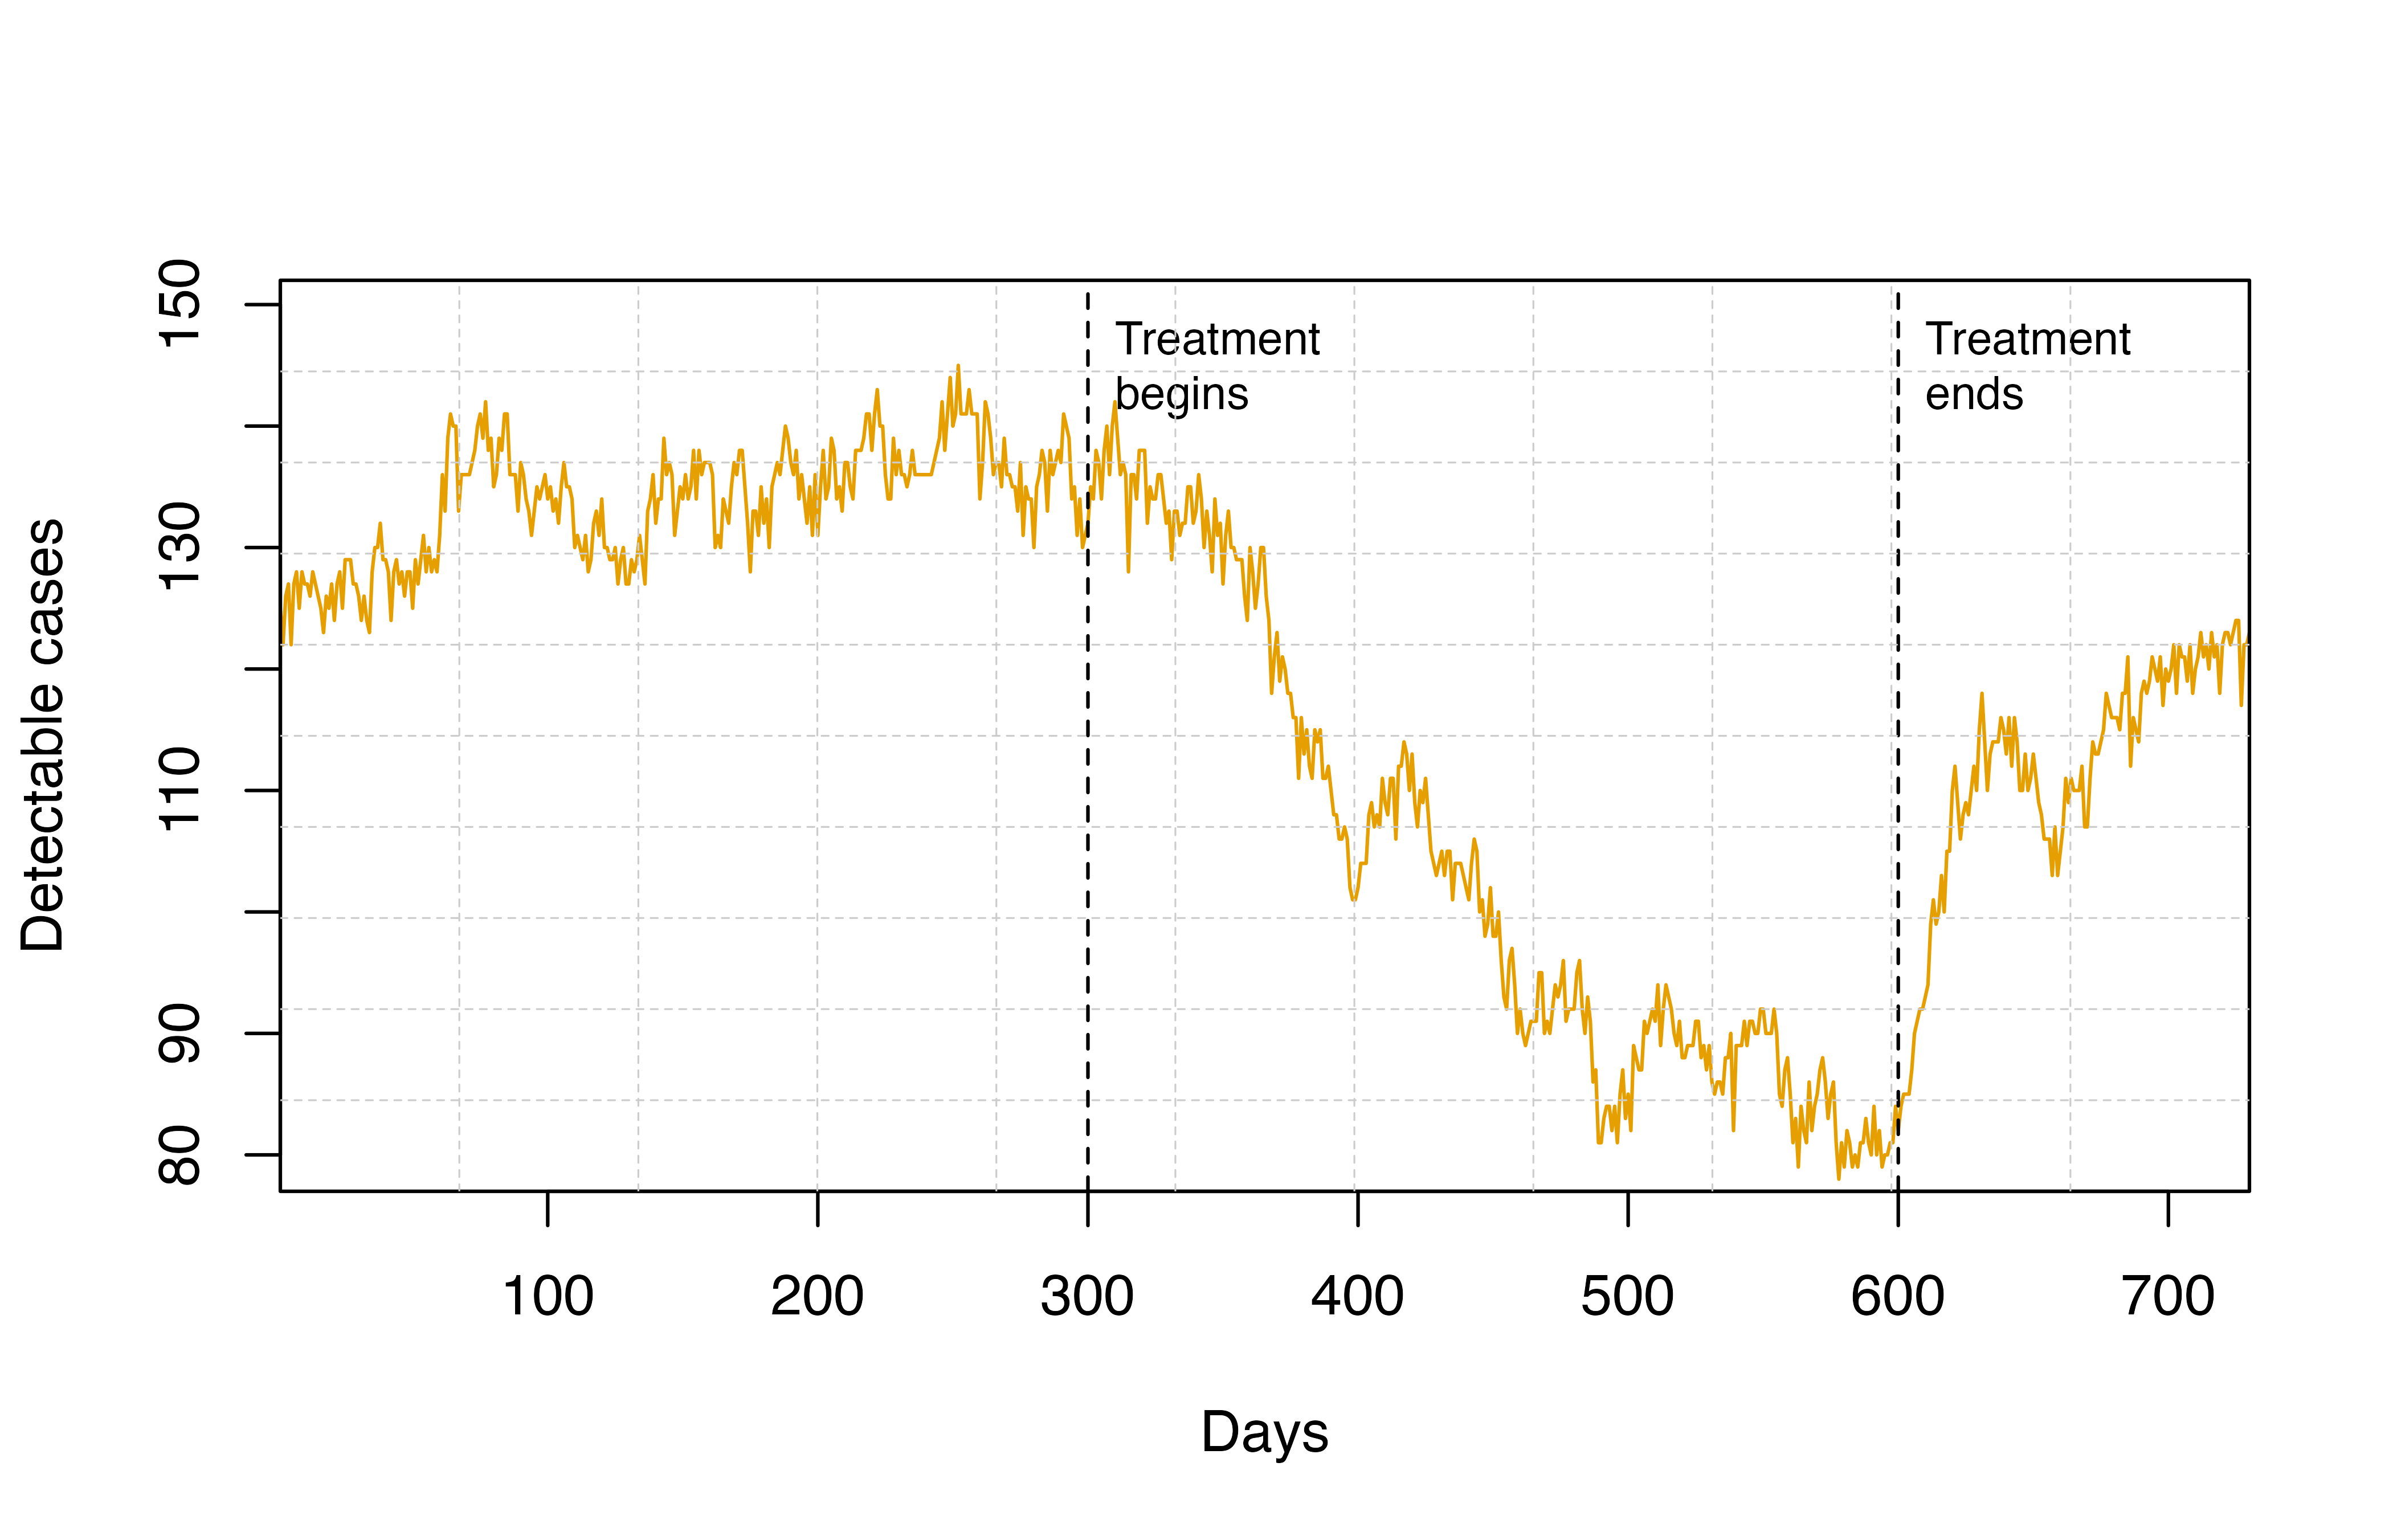 Treatment
begins
Treatment
ends
Detectable cases
150
130
110
90
80
100 200 300 400 500 600 700
Days